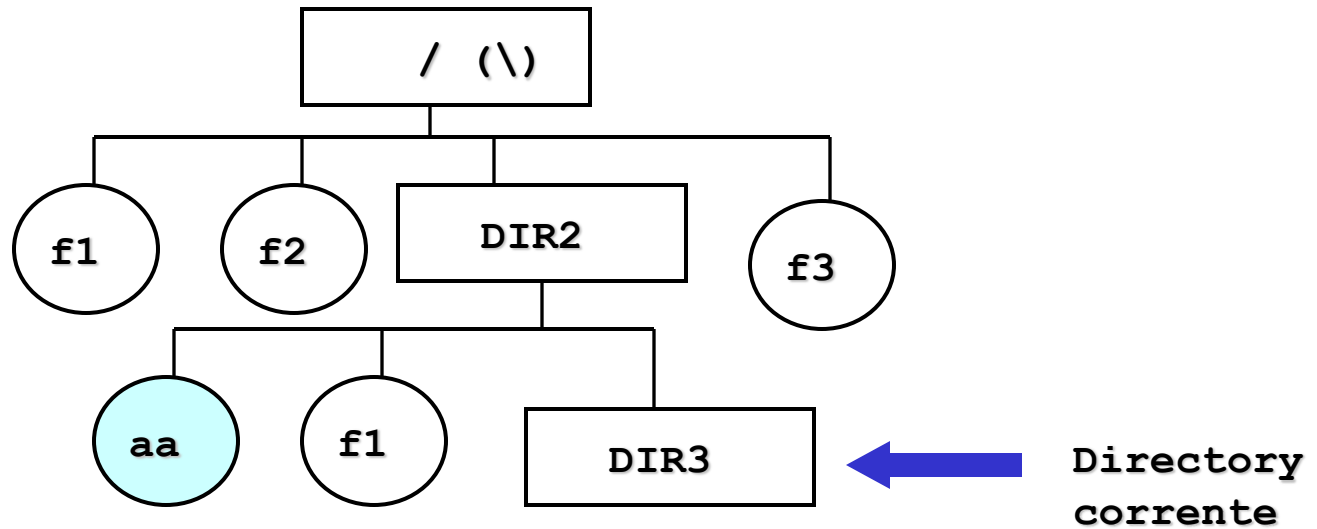 / (\)
f1
f2
DIR2
f3
aa
f1
DIR3
Directory
corrente